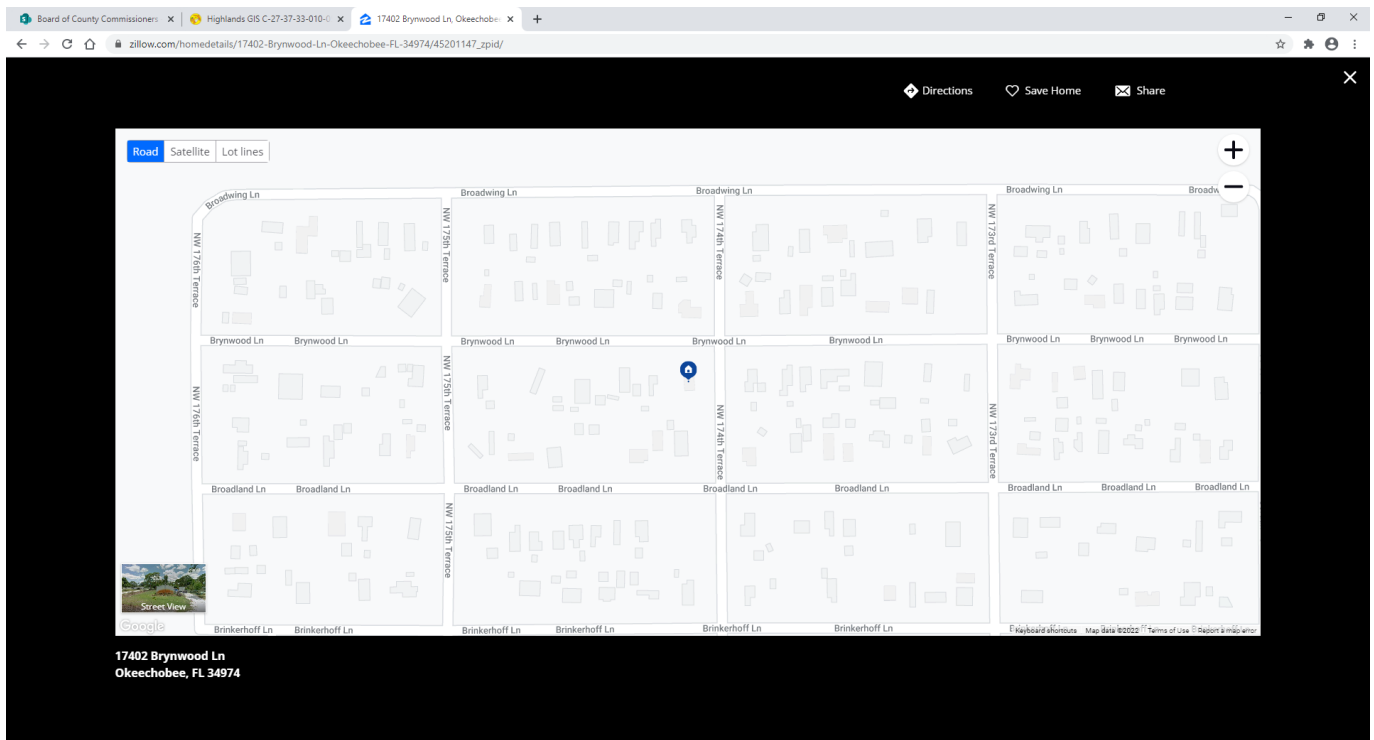 Board of County Commissioners
Highlands GIS C-27-37-33-010-0
17402 Brynwood Ln, Okeechobe
zillow.com/homedetails/17402-Brynwood-Ln-Okeechobee-FL-34974/45201147_zpid/
Directions Save Home Share
Road Satellite Lot lines
Broadwing Ln Broadwing Ln Broadwing Ln Broadwing Ln
NW 176th Terrace NW 175th Terrace NW 174th Terrace NW 173rd Terrace
Brynwood Ln Brynwood Ln Brynwood Ln Brynwood Ln Brynwood Ln Brynwood Ln Brynwood Ln Brynwood Ln Brynwood Ln
NW 176th Terrace NW 175th Terrace NW 174th Terrace NW 173rd Terrace
Broadland Ln Broadland Ln Broadland Ln Broadland Ln Broadland Ln Broadland Ln Broadland Ln Broadland Ln Broadland Ln
NW 175th Terrace
Street View
Google
Brinkerhoff Ln Brinkerhoff Ln Brinkerhoff Ln Brinkerhoff Ln Brinkerhoff Ln Brinkerhoff Ln
Keyboard shortcuts Map data ©2022 Terms of Use Report a map error
17402 Brynwood Ln
Okeechobee, FL 34974